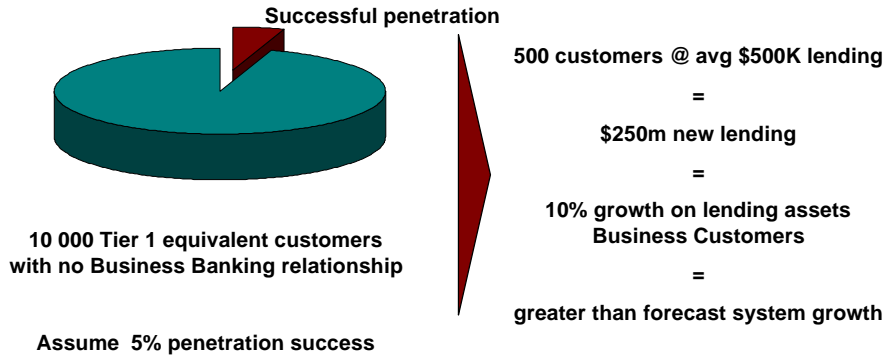 Successful penetration
10 000 Tier 1 equivalent customers
with no Business Banking relationship
Assume 5% penetration success
500 customers @ avg $500K lending
=
$250m new lending
=
10% growth on lending assets
Business Customers
=
greater than forecast system growth